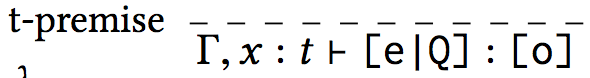 t-premise
Γ, x : t ⊢ [e|Q] : [o]